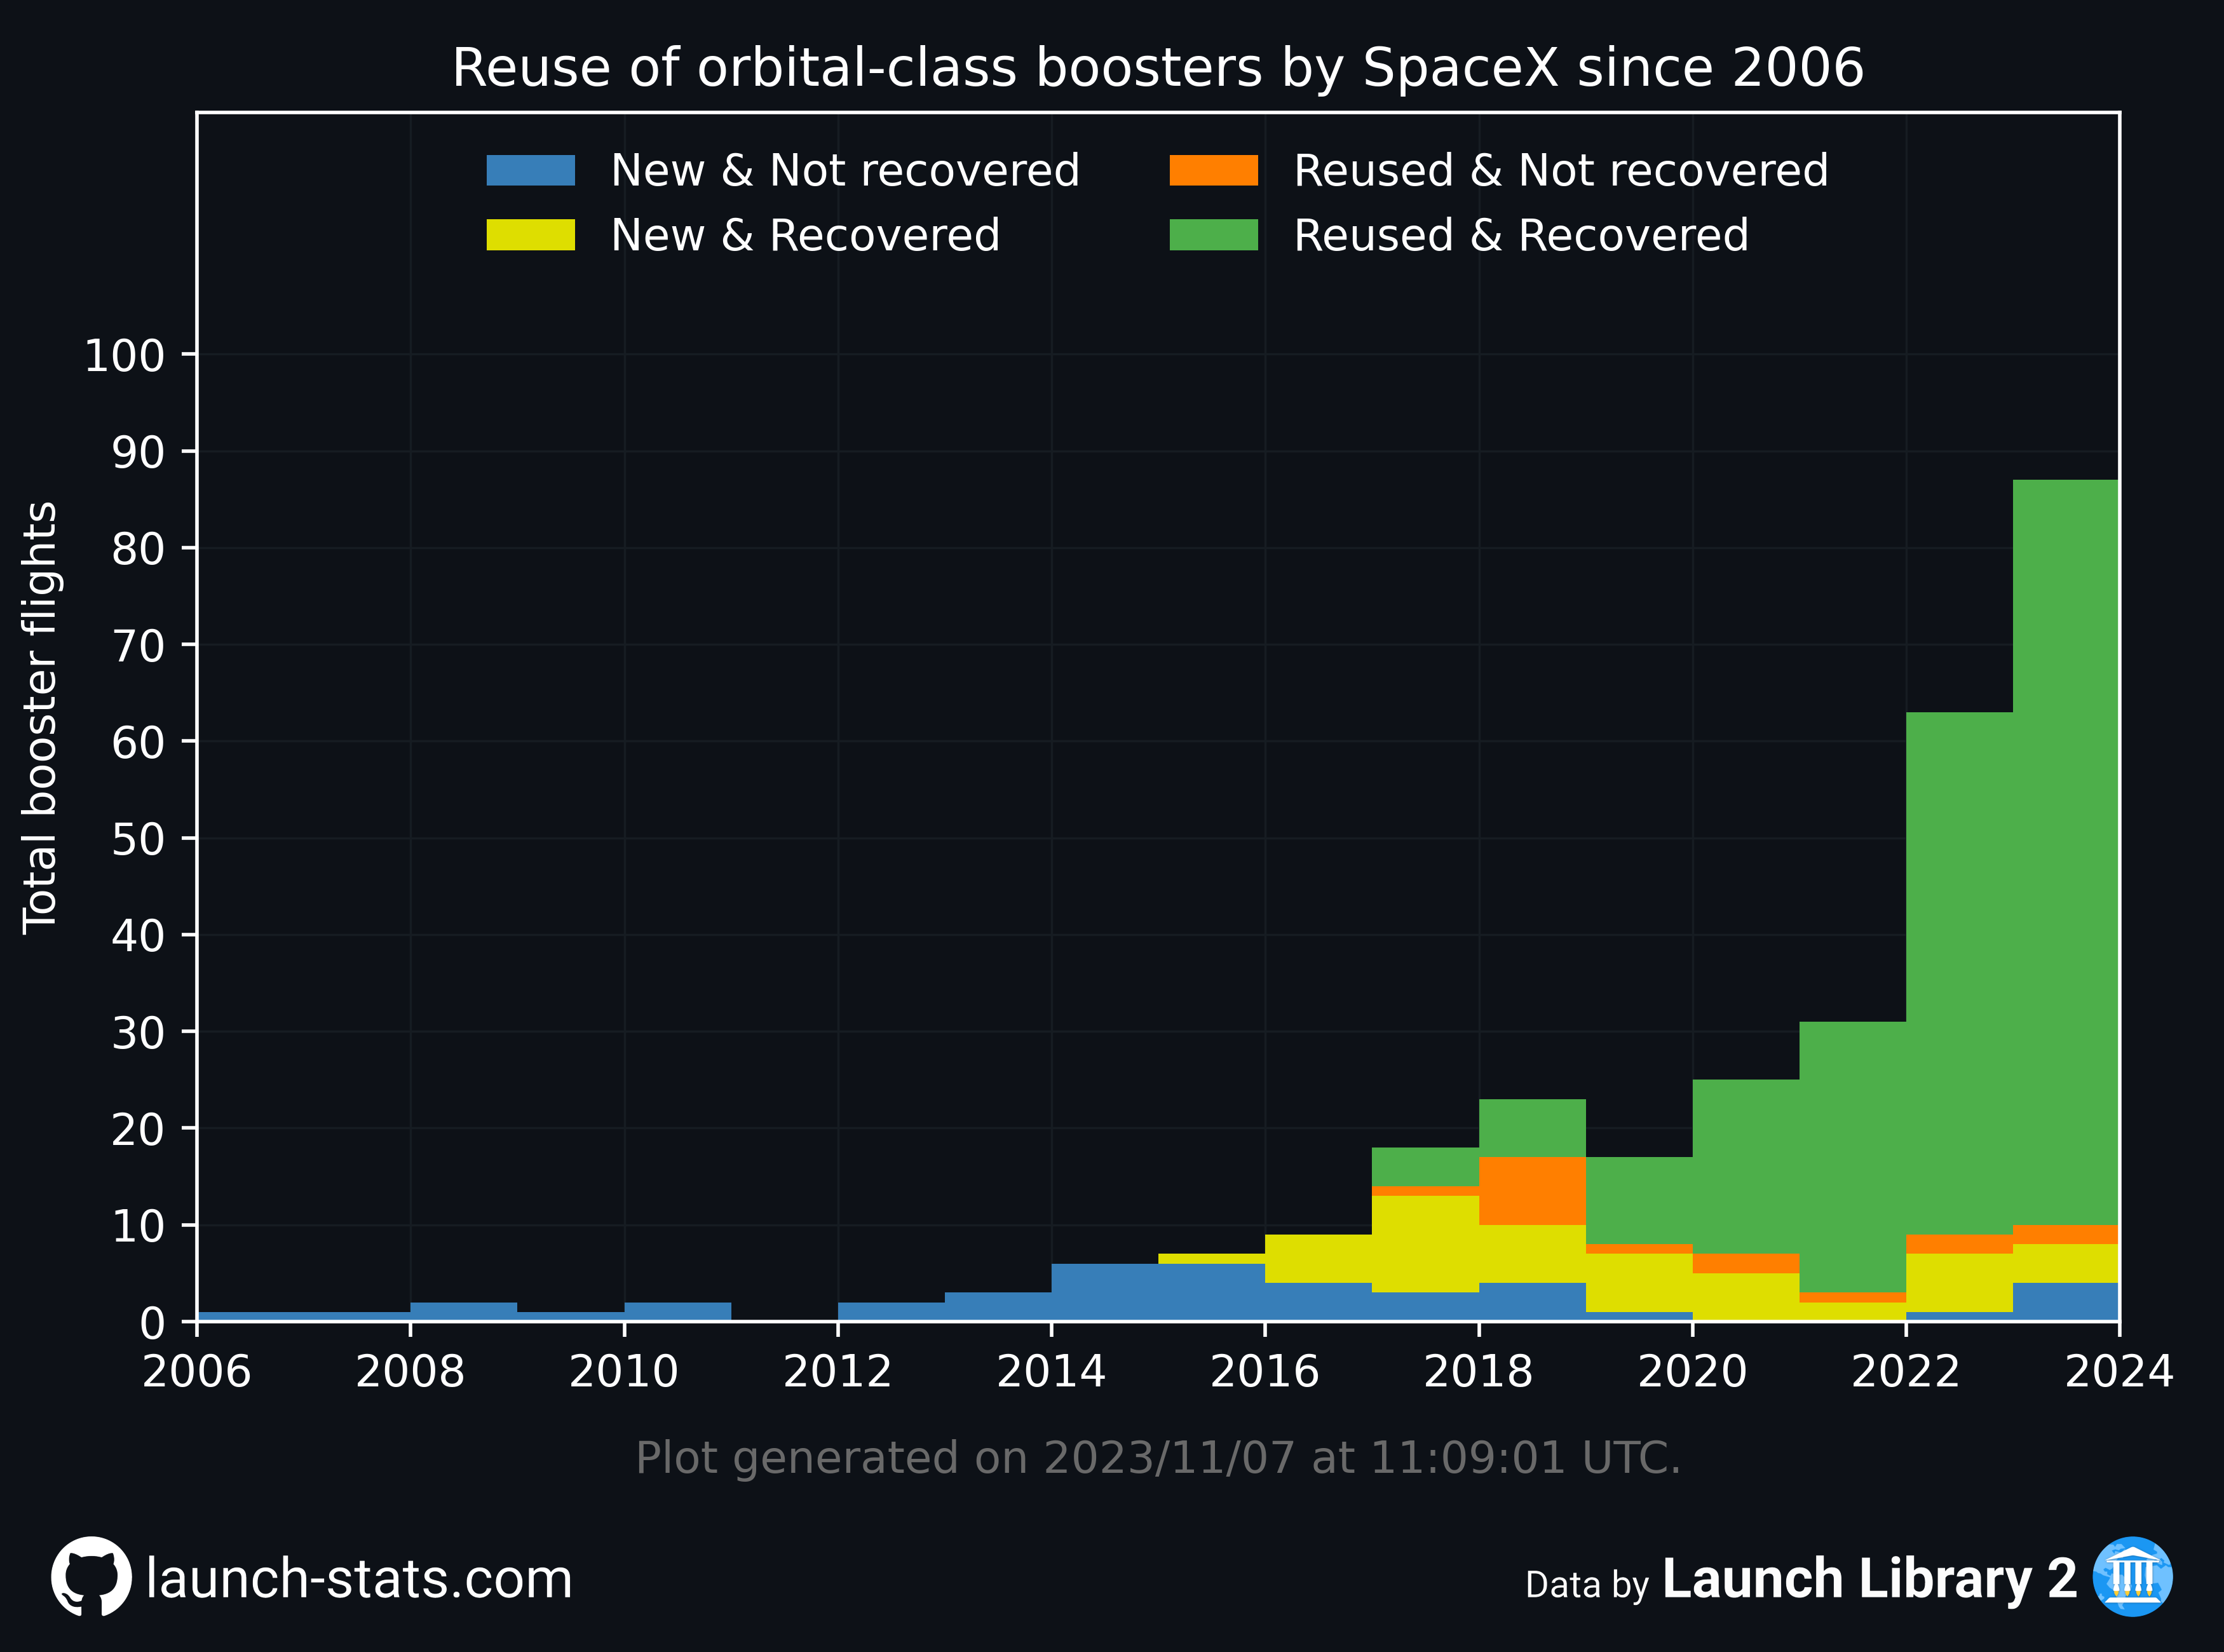 Reuse of orbital-class boosters by SpaceX since 2006
New & Not recovered
New & Recovered
Reused & Not recovered
Reused & Recovered
Total booster flights
100
90
80
70
60
50
40
30
20
10
0
2006 2008 2010 2012 2014 2016 2018 2020 2022 2024
Plot generated on 2023/11/07 at 11:09:01 UTC.
launch-stats.com
Data by Launch Library 2